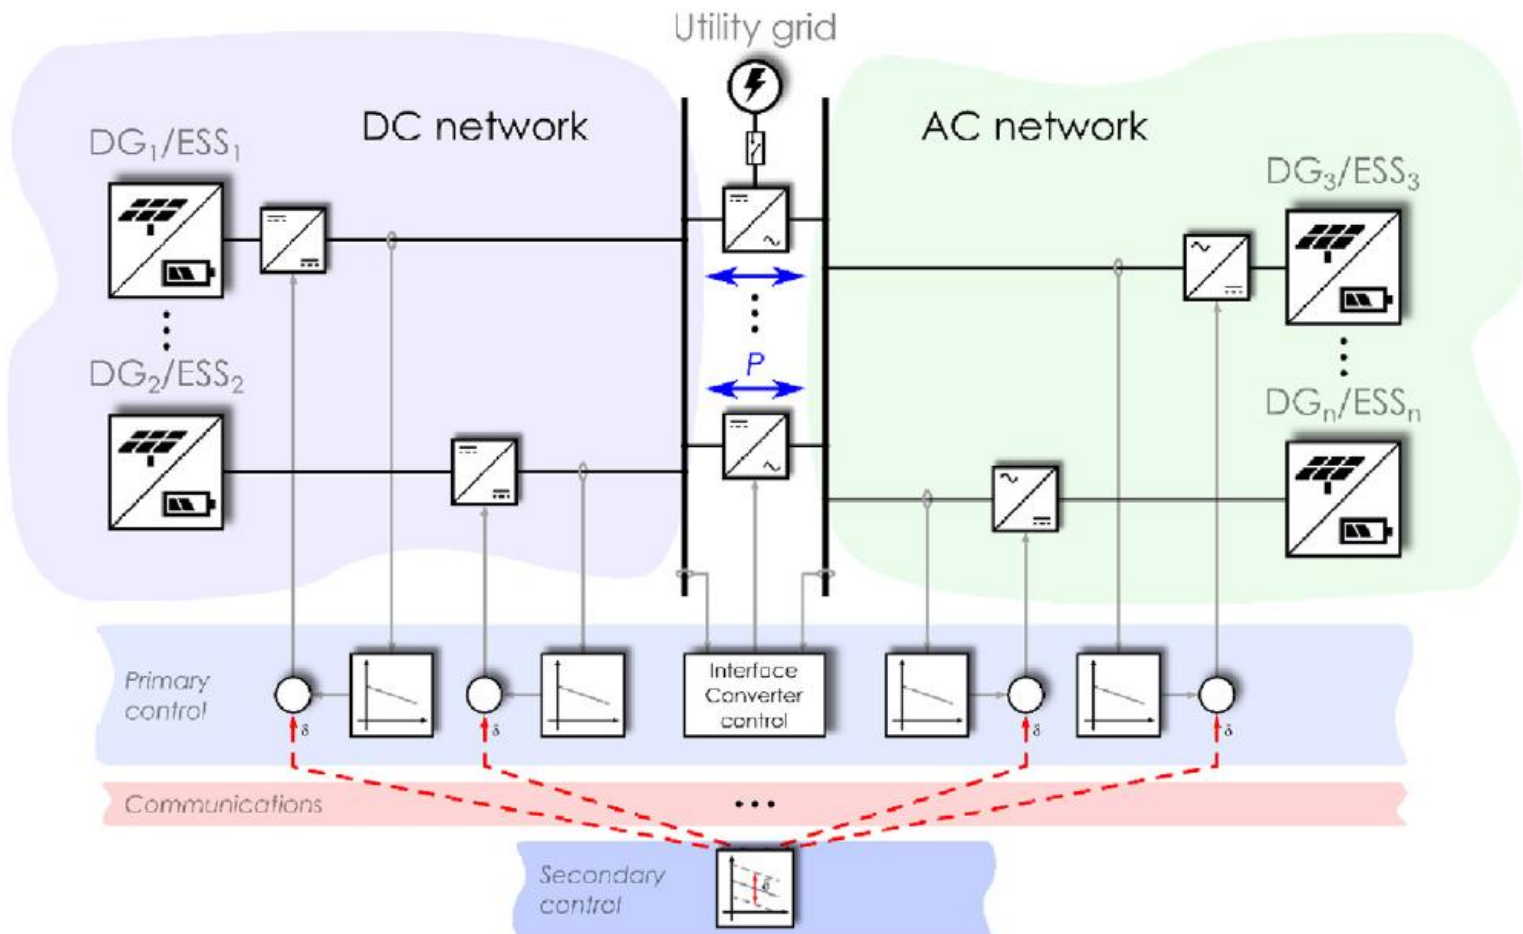 Utility grid
DC network
AC network
DG₁/ESS₁
DG₃/ESS₃
P
DG₂/ESS₂
DGₙ/ESSₙ
Primary
control
Interface
Converter
control
δ
δ
δ
δ
Communications
Secondary
control
δ